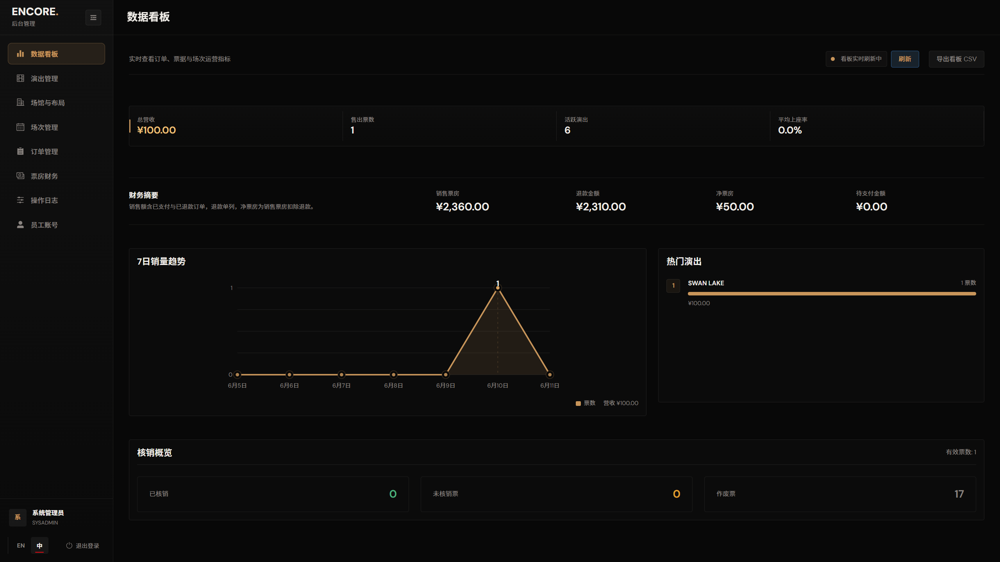 ENCORE.
后台管理
数据看板
数据看板
演出管理
场馆与布局
场次管理
订单管理
票房财务
操作日志
员工账号
系
系统管理员
SYSADMIN
EN
中
退出登录
实时查看订单、票据与场次运营指标
看板实时刷新中
刷新
导出看板 CSV
总营收
¥100.00
售出票数
1
活跃演出
6
平均上座率
0.0%
财务摘要
销售额含已支付与已退款订单，退款单列，净票房为销售票房扣除退款。
销售票房
¥2,360.00
退款金额
¥2,310.00
净票房
¥50.00
待支付金额
¥0.00
7日销量趋势
1
1
0
6月5日
6月6日
6月7日
6月8日
6月9日
6月10日
6月11日
票数
营收 ¥100.00
热门演出
1
SWAN LAKE
1 票数
¥100.00
核销概览
有效票数: 1
已核销
0
未核销票
0
作废票
17